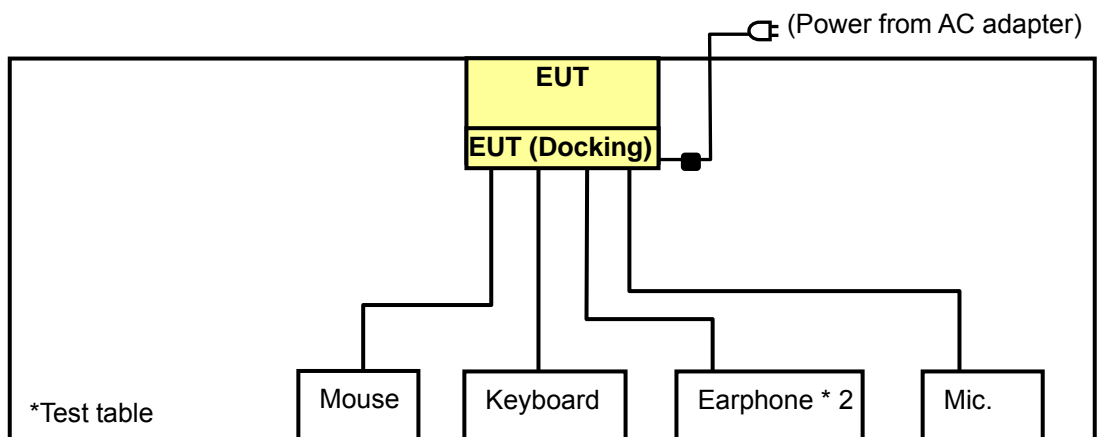 (Power from AC adapter)
EUT
EUT (Docking)
Mouse
Keyboard
Earphone * 2
Mic.
*Test table